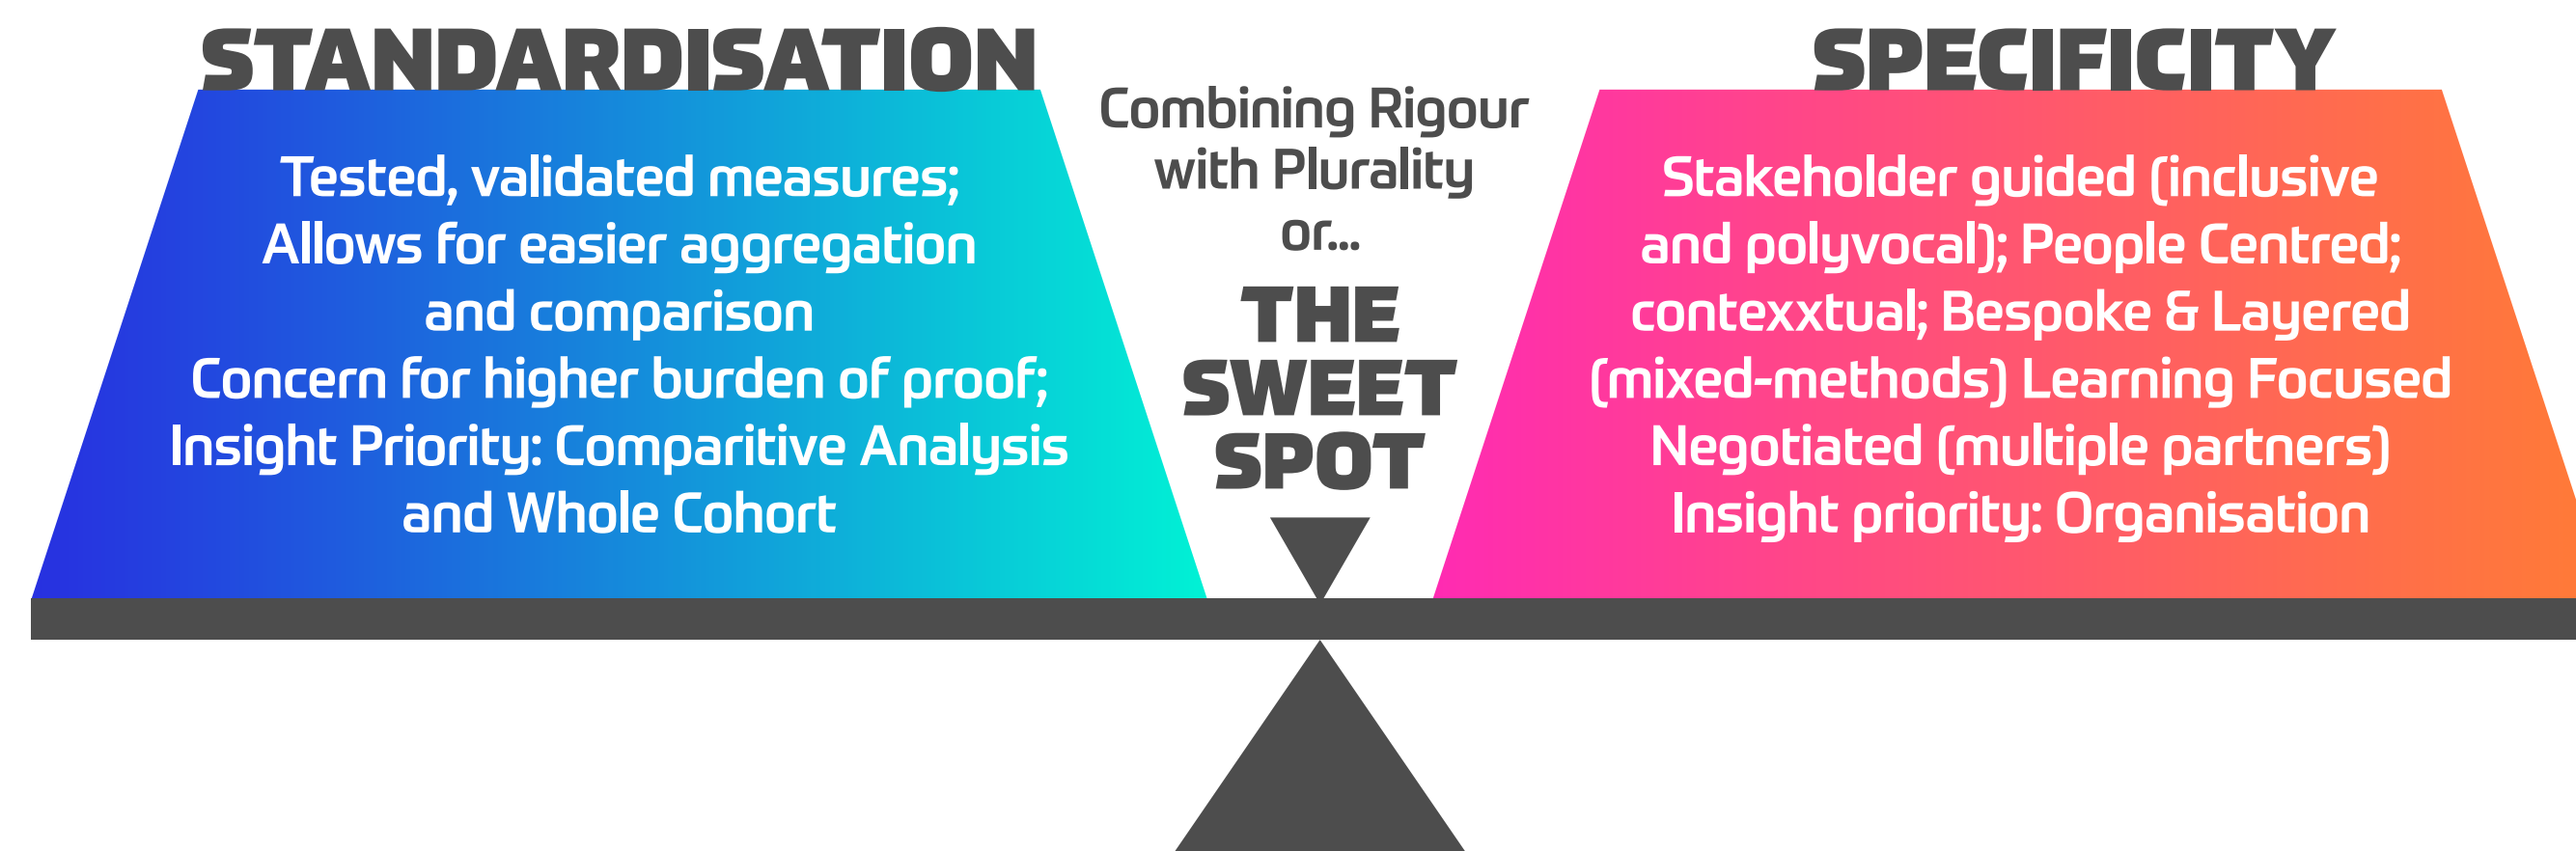 STANDARDISATION
Tested, validated measures;
Allows for easier aggregation
and comparison
Concern for higher burden of proof;
Insight Priority: Comparitive Analysis
and Whole Cohort
Combining Rigour
with Plurality
or...
THE
SWEET
SPOT
SPECIFICITY
Stakeholder guided (inclusive
and polyvocal); People Centred;
contexxtual; Bespoke & Layered
(mixed-methods) Learning Focused
Negotiated (multiple partners)
Insight priority: Organisation